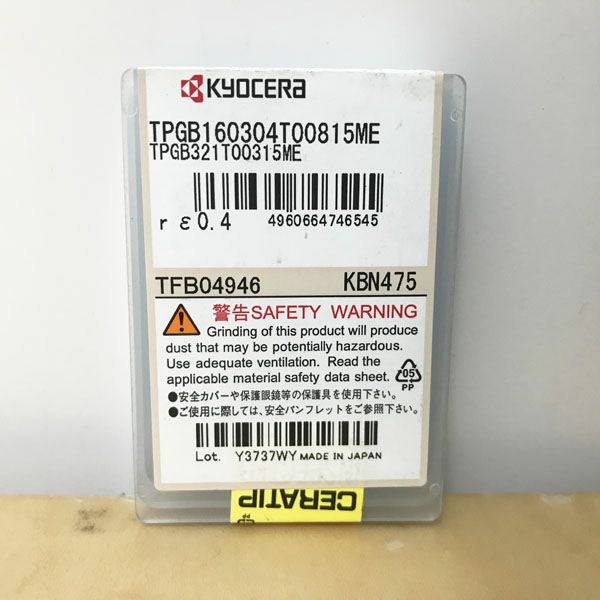 KYOCERA
TPGB160304T00815ME
TPGB321T00315ME
rε0.4
4960664746545
TFB04946 KBN475
警告SAFETY WARNING
Grinding of this product will produce
dust that may be potentially hazardous.
Use adequate ventilation. Read the
applicable material safety data sheet.
05
PP
●安全カバーや保護眼鏡等の保護具を使用下さい。
●ご使用に際しては、安全パンフレットをご参照下さい。
Lot. Y3737WY MADE IN JAPAN
CERATIP